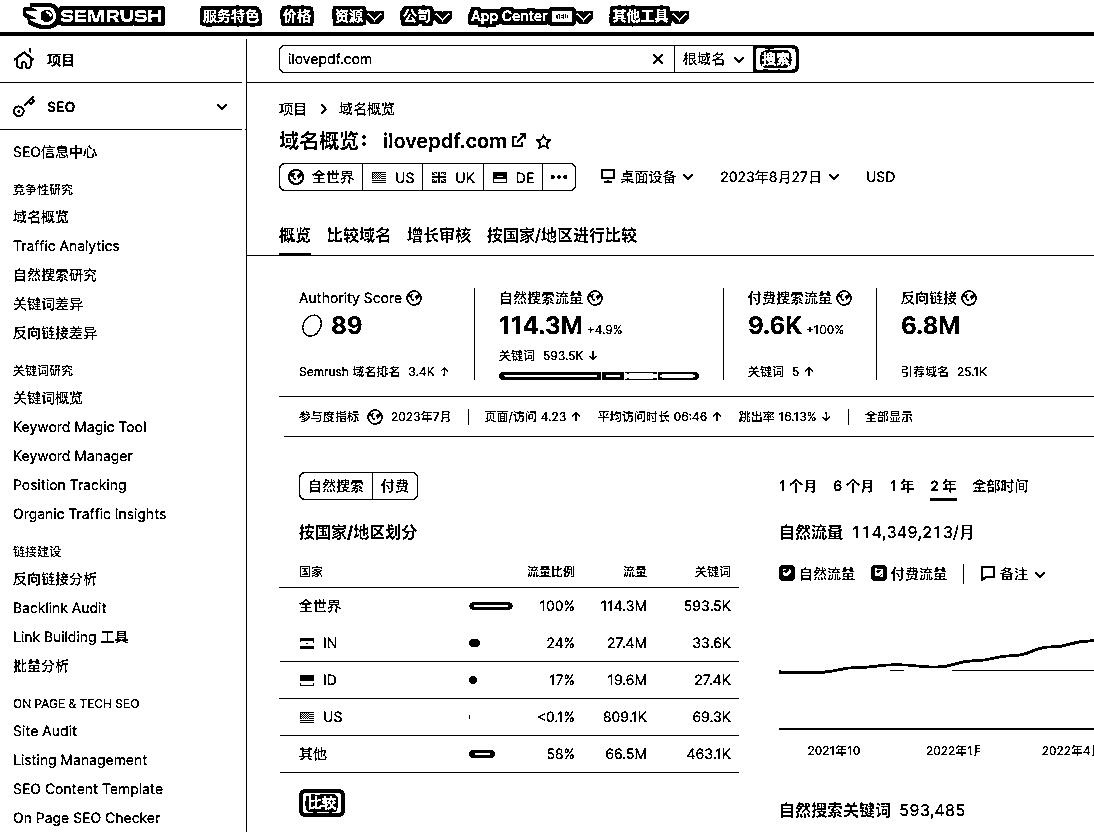 SEMRUSH 服务特色 价格 资源 公司 App Center 其他工具
项目
SEO
SEO信息中心
竞争性研究
域名概览
Traffic Analytics
自然搜索研究
关键词差异
反向链接差异
关键词研究
关键词概览
Keyword Magic Tool
Keyword Manager
Position Tracking
Organic Traffic Insights
链接建设
反向链接分析
Backlink Audit
Link Building 工具
批量分析
ON PAGE & TECH SEO
Site Audit
Listing Management
SEO Content Template
On Page SEO Checker
ilovepdf.com 根域名 搜索
项目 > 域名概览
域名概览： ilovepdf.com
全世界 US UK DE ••• 桌面设备 2023年8月27日 USD
概览 比较域名 增长审核 按国家/地区进行比较
Authority Score
89
Semrush 域名排名 3.4K ↑
自然搜索流量
114.3M +4.9%
关键词 593.5K ↓
付费搜索流量
9.6K +100%
关键词 5 ↑
反向链接
6.8M
引荐域名 25.1K
参与度指标 2023年7月 页面/访问 4.23 ↑ 平均访问时长 06:46 ↑ 跳出率 16.13% ↓ 全部显示
自然搜索 付费
按国家/地区划分
国家 流量比例 流量 关键词
全世界 100% 114.3M 593.5K
IN 24% 27.4M 33.6K
ID 17% 19.6M 27.4K
US <0.1% 809.1K 69.3K
其他 58% 66.5M 463.1K
比较
1 个月 6 个月 1 年 2 年 全部时间
自然流量 114,349,213/月
自然流量 付费流量 备注
2021年10 2022年1月 2022年4月
自然搜索关键词 593,485